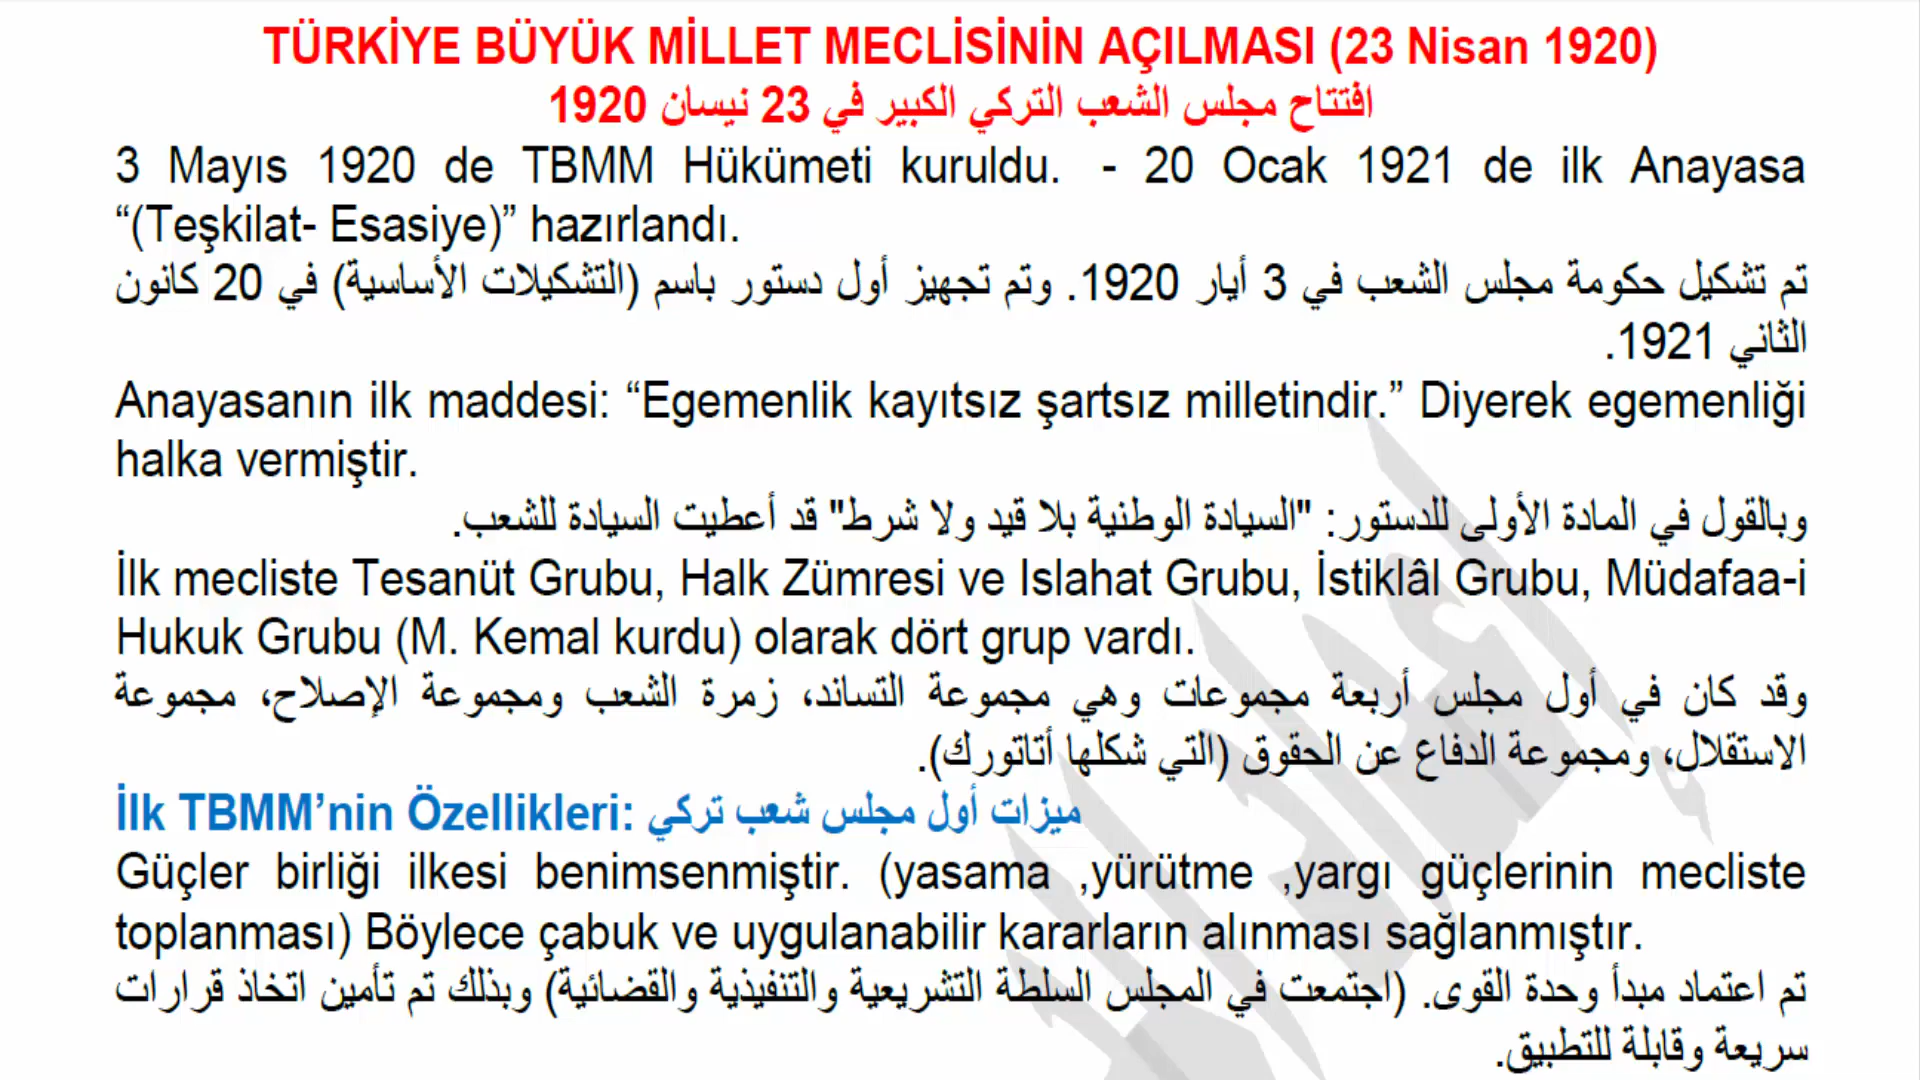 TÜRKİYE BÜYÜK MİLLET MECLİSİNİN AÇILMASI (23 Nisan 1920)
افتتاح مجلس الشعب التركي الكبير في 23 نيسان 1920
3 Mayıs 1920 de TBMM Hükümeti kuruldu. - 20 Ocak 1921 de ilk Anayasa
“(Teşkilat- Esasiye)” hazırlandı.
تم تشكيل حكومة مجلس الشعب في 3 أيار 1920. وتم تجهيز أول دستور باسم (التشكيلات الأساسية) في 20 كانون
الثاني 1921.
Anayasanın ilk maddesi: “Egemenlik kayıtsız şartsız milletindir.” Diyerek egemenliği
halka vermiştir.
وبالقول في المادة الأولى للدستور: "السيادة الوطنية بلا قيد ولا شرط" قد أعطيت السيادة للشعب.
İlk mecliste Tesanüt Grubu, Halk Zümresi ve Islahat Grubu, İstiklâl Grubu, Müdafaa-i
Hukuk Grubu (M. Kemal kurdu) olarak dört grup vardı.
وقد كان في أول مجلس أربعة مجموعات وهي مجموعة التساند، زمرة الشعب ومجموعة الإصلاح، مجموعة
الاستقلال، ومجموعة الدفاع عن الحقوق (التي شكلها أتاتورك).
İlk TBMM’nin Özellikleri: ميزات أول مجلس شعب تركي
Güçler birliği ilkesi benimsenmiştir. (yasama ,yürütme ,yargı güçlerinin mecliste
toplanması) Böylece çabuk ve uygulanabilir kararların alınması sağlanmıştır.
تم اعتماد مبدأ وحدة القوى. (اجتمعت في المجلس السلطة التشريعية والتنفيذية والقضائية) وبذلك تم تأمين اتخاذ قرارات
سريعة وقابلة للتطبيق.